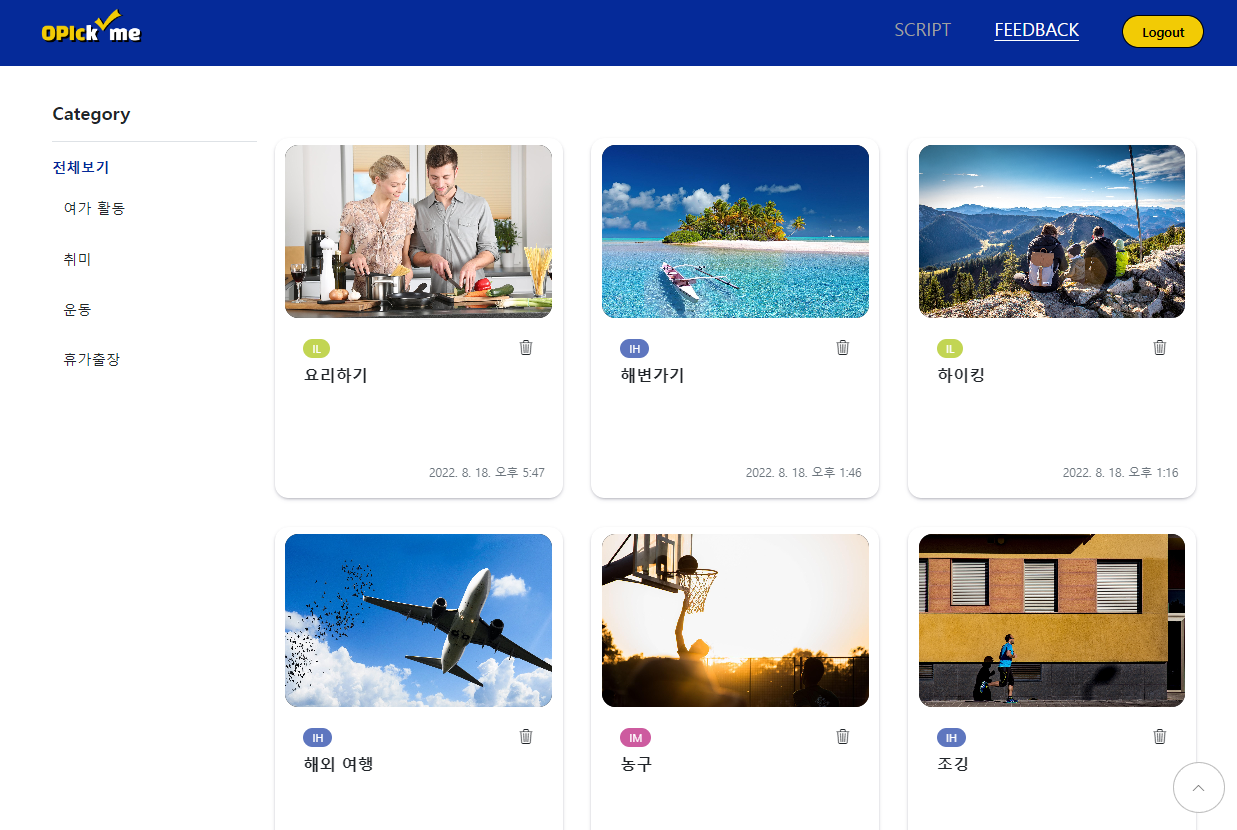 OPIck me
SCRIPT
FEEDBACK
Logout
Category
전체보기
여가 활동
취미
운동
휴가출장
IL
요리하기
2022. 8. 18. 오후 5:47
IH
해변가기
2022. 8. 18. 오후 1:46
IL
하이킹
2022. 8. 18. 오후 1:16
IH
해외 여행
IM
농구
IH
조깅